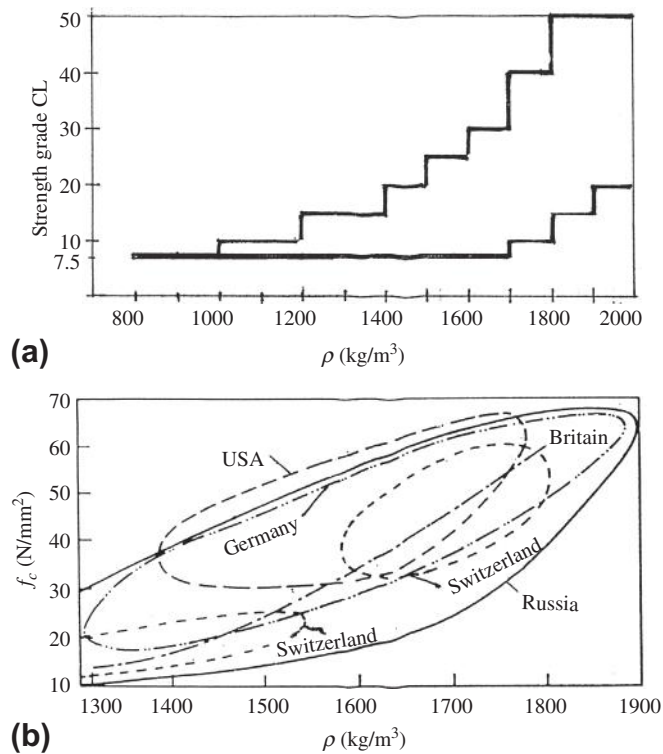 50
40
30
20
10
7.5
Strength grade CL
800 1000 1200 1400 1600 1800 2000
(a)
ρ (kg/m³)
70
60
50
40
30
20
10
f_c (N/mm²)
USA
Britain
Germany
Switzerland
Switzerland
Russia
1300 1400 1500 1600 1700 1800 1900
(b)
ρ (kg/m³)